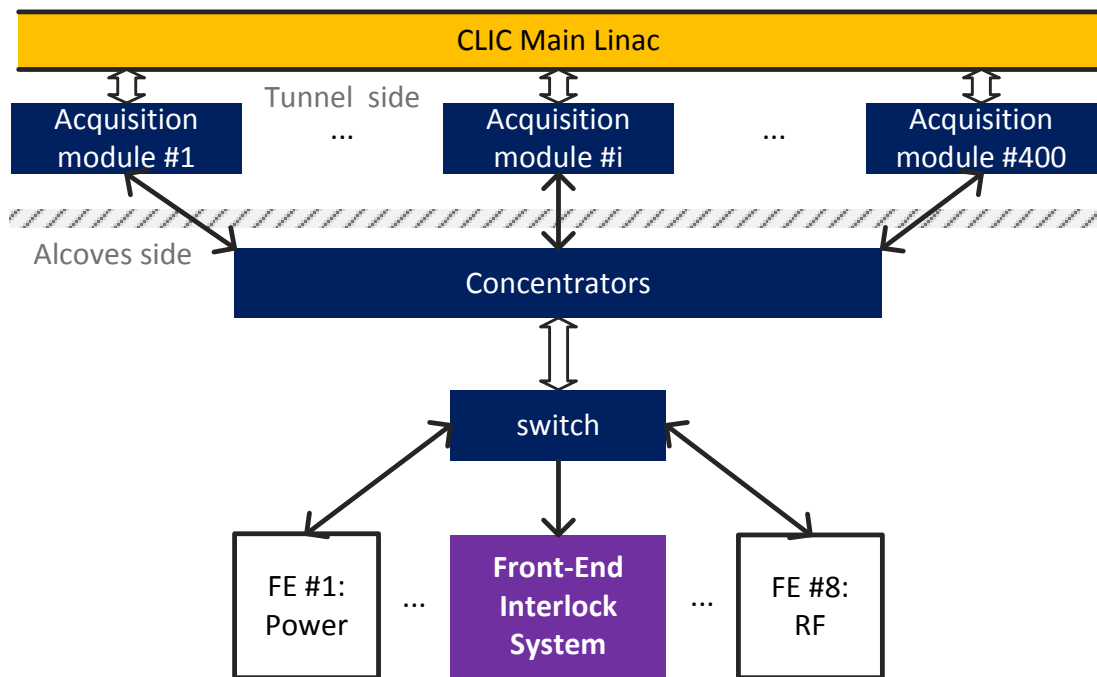 CLIC Main Linac
Tunnel side
Acquisition
module #1
...
Acquisition
module #i
...
Acquisition
module #400
Alcoves side
Concentrators
switch
FE #1:
Power
...
Front-End
Interlock
System
...
FE #8:
RF